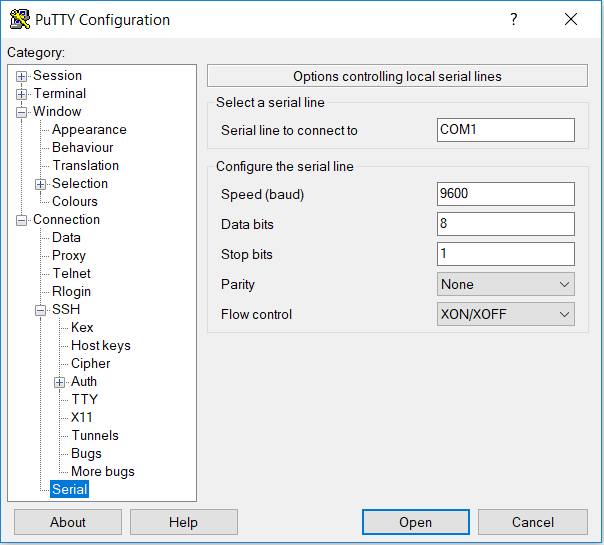 PuTTY Configuration
?
Category:
Session
Terminal
Window
Appearance
Behaviour
Translation
Selection
Colours
Connection
Data
Proxy
Telnet
Rlogin
SSH
Kex
Host keys
Cipher
Auth
TTY
X11
Tunnels
Bugs
More bugs
Serial
Options controlling local serial lines
Select a serial line
Serial line to connect to COM1
Configure the serial line
Speed (baud) 9600
Data bits 8
Stop bits 1
Parity None
Flow control XON/XOFF
About Help Open Cancel